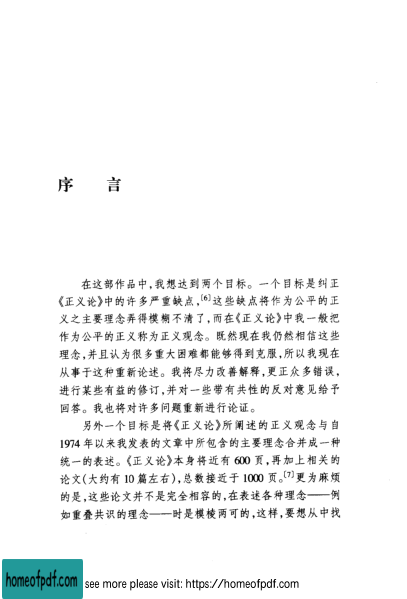 序 言
在这部作品中，我想达到两个目标。一个目标是纠正
《正义论》中的许多严重缺点，[6]这些缺点将作为公平的正
义之主要理念弄得模糊不清了，而在《正义论》中我一般把
作为公平的正义称为正义观念。既然现在我仍然相信这些
理念，并且认为很多重大困难都能够得到克服，所以我现在
从事于这种重新论述。我将尽力改善解释，更正众多错误，
进行某些有益的修订，并对一些带有共性的反对意见给予
回答。我也将对许多问题重新进行论证。
另外一个目标是将《正义论》所阐述的正义观念与自
1974 年以来我发表的文章中所包含的主要理念合并成一种
统一的表述。《正义论》本身将近有 600 页，再加上相关的
论文（大约有 10 篇左右），总数接近于 1000 页。[7]更为麻烦
的是，这些论文并不是完全相容的，在表述各种理念——例
如重叠共识的理念——时是模棱两可的，这样，要想从中找
homeofpdf.com see more please visit: https://homeofpdf.com